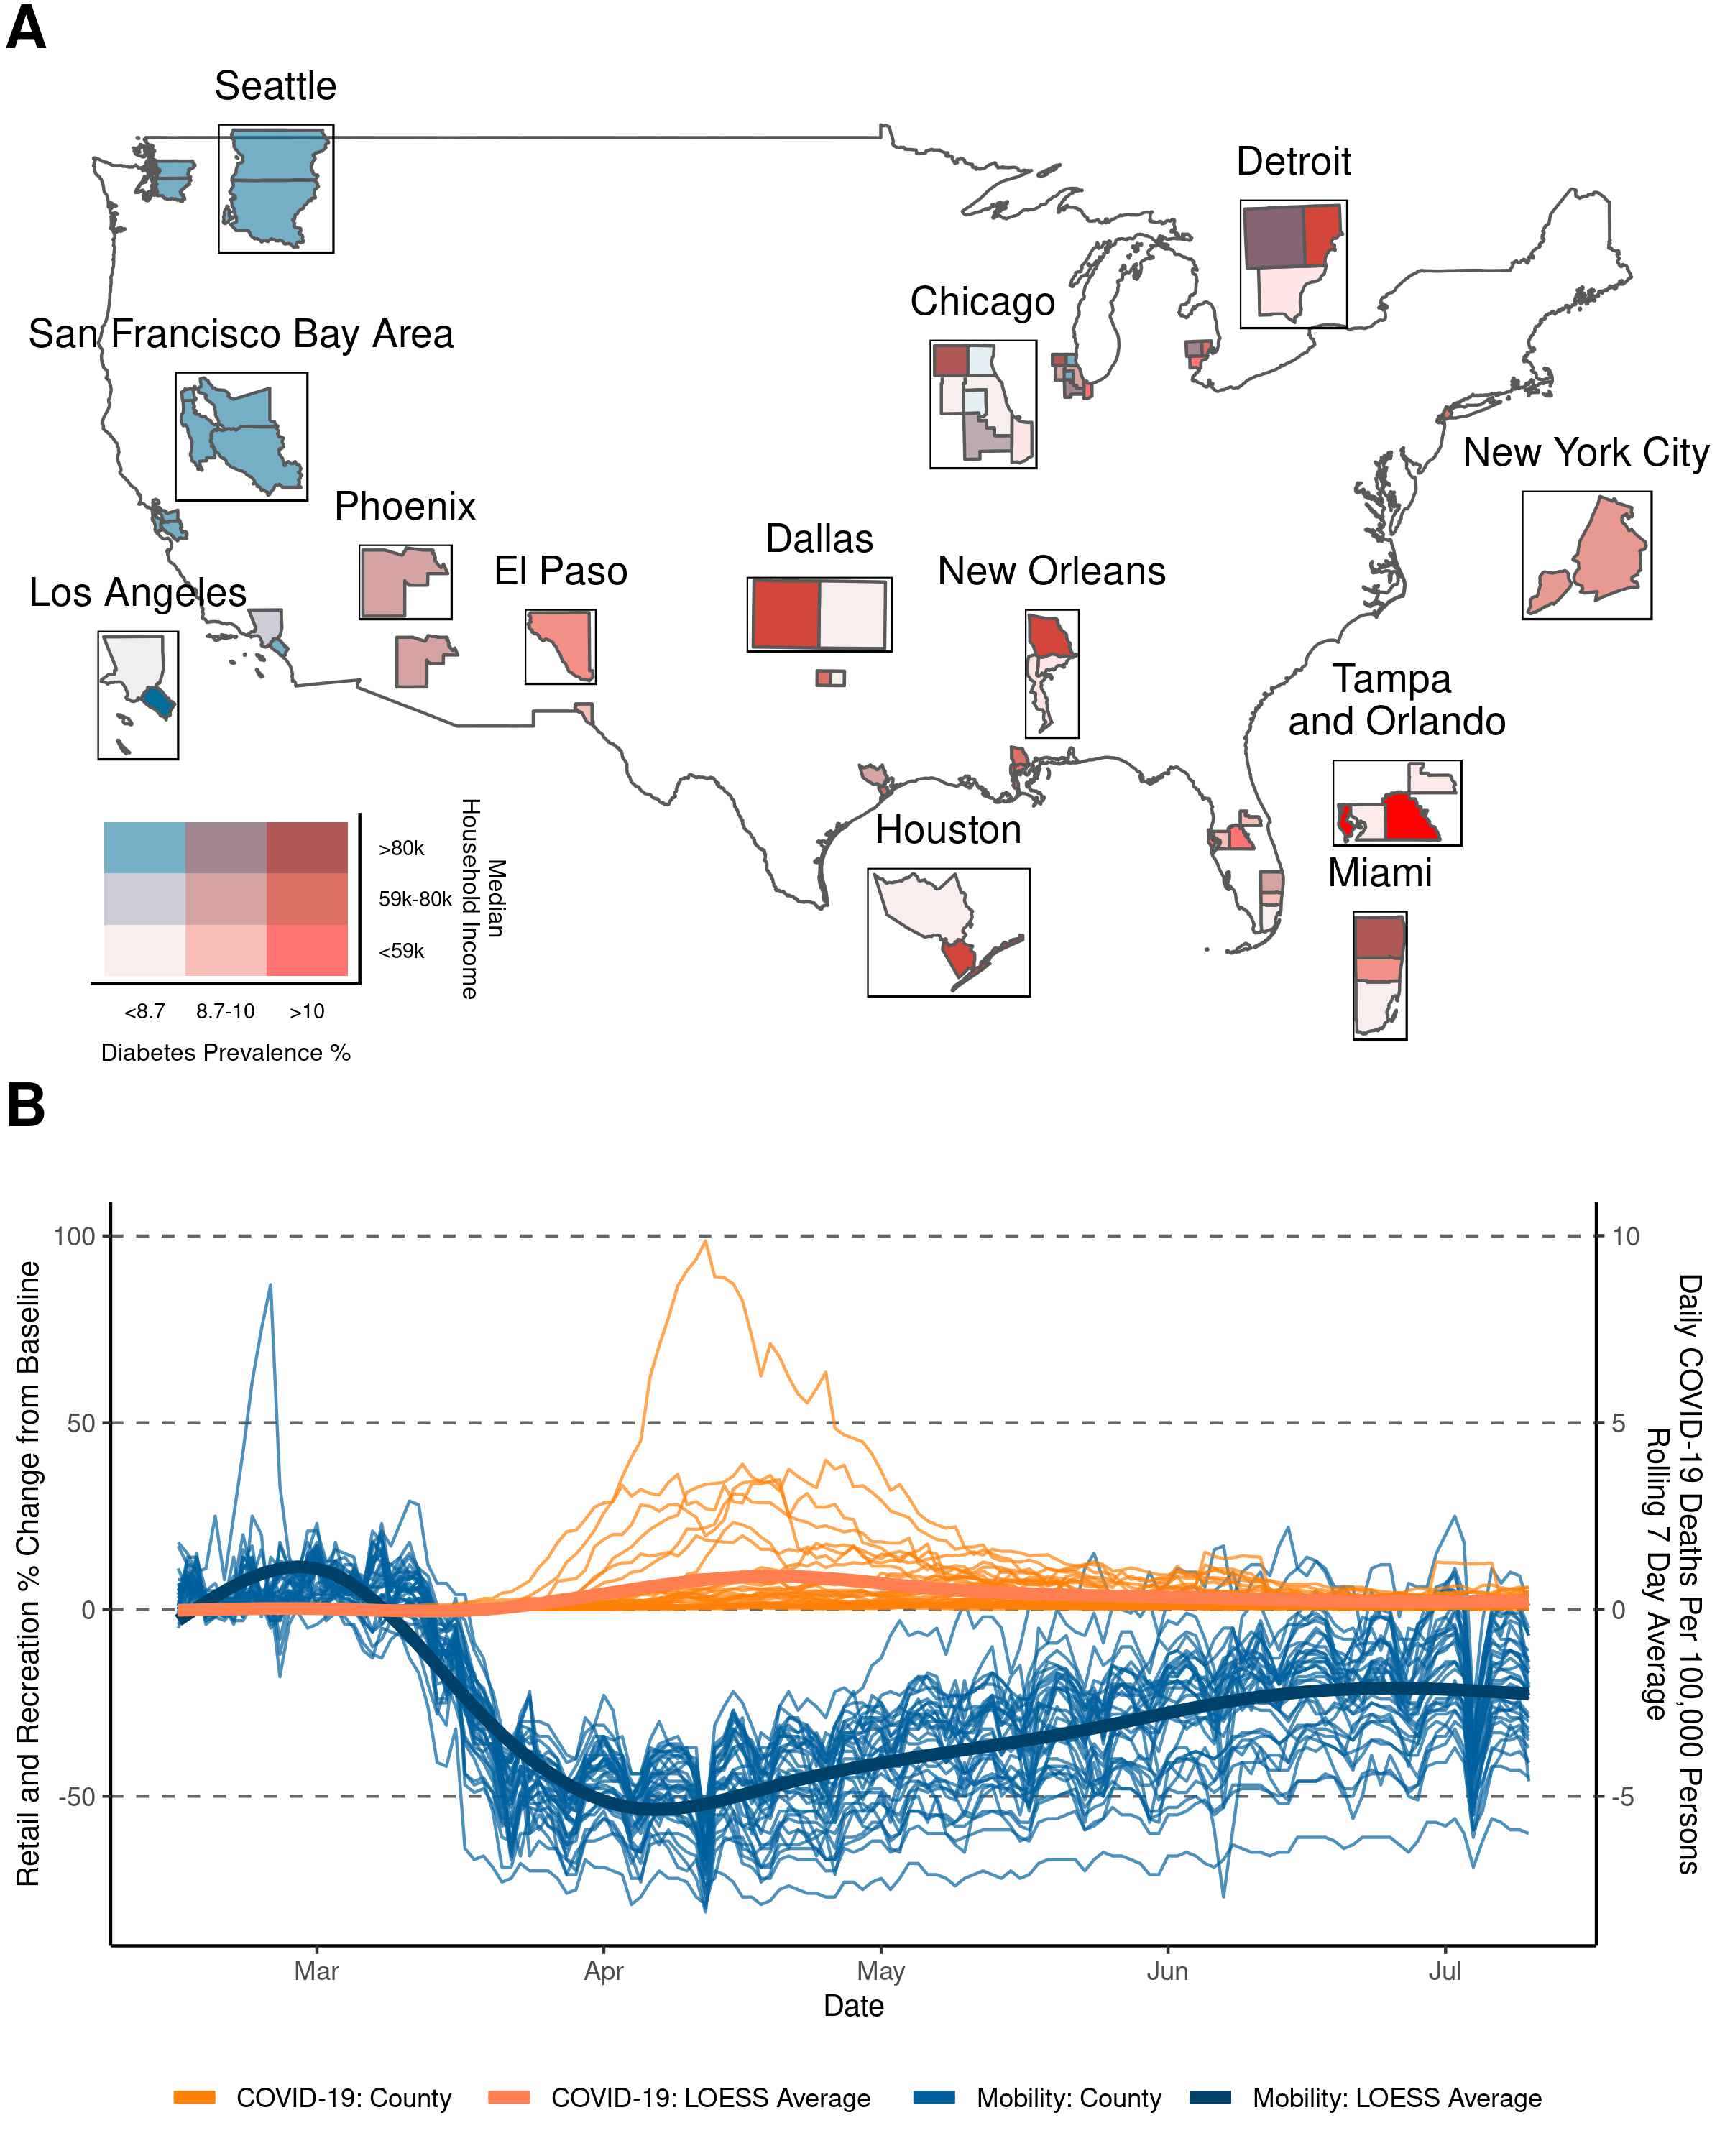 A
Seattle
Detroit
Chicago
San Francisco Bay Area
New York City
Phoenix
Dallas
El Paso
New Orleans
Los Angeles
Tampa
and Orlando
Houston
Miami
>80k
59k-80k
<59k
Median
Household Income
<8.7
8.7-10
>10
Diabetes Prevalence %
B
Retail and Recreation % Change from Baseline
100
50
0
-50
10
5
0
-5
Daily COVID-19 Deaths Per 100,000 Persons
Rolling 7 Day Average
Mar
Apr
May
Jun
Jul
Date
COVID-19: County
COVID-19: LOESS Average
Mobility: County
Mobility: LOESS Average